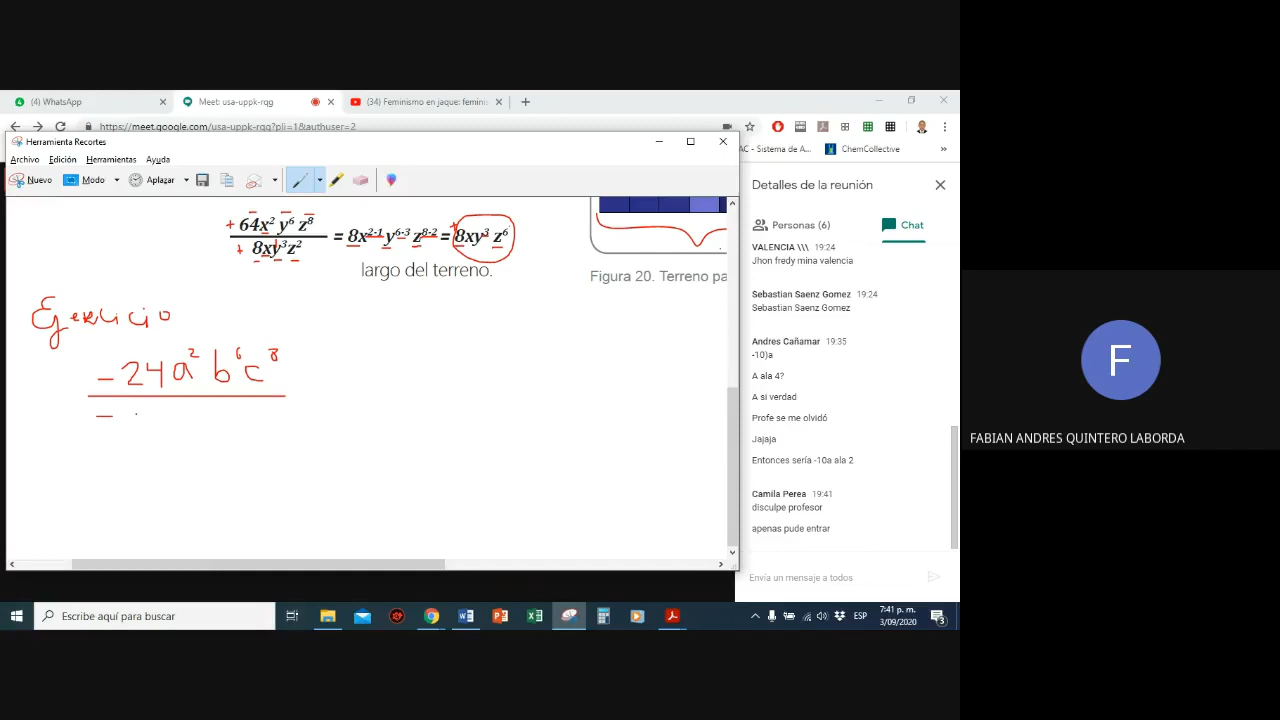 (4) WhatsApp
Meet: usa-uppk-rqg
(34) Feminismo en jaque: femini
https://meet.google.com/usa-uppk-rqg?pli=1&authuser=2
Herramienta Recortes
AC - Sistema de A...
ChemCollective
»
Archivo Edición Herramientas Ayuda
Nuevo Modo Aplazar
64x² y⁶ z⁸ / 8xy³z² = 8x²⁻¹ y⁶⁻³ z⁸⁻² = 8xy³ z⁶
largo del terreno.
Figura 20. Terreno pa
Ejercicio
- 24a² b⁶ c⁸
-
Detalles de la reunión
Personas (6) Chat
VALENCIA \\\ 19:24
Jhon fredy mina valencia
Sebastian Saenz Gomez 19:24
Sebastian Saenz Gomez
Andres Cañamar 19:35
-10)a
A ala 4?
A si verdad
Profe se me olvidó
Jajaja
Entonces sería -10a ala 2
Camila Perea 19:41
disculpe profesor
apenas pude entrar
Envía un mensaje a todos
F
FABIAN ANDRES QUINTERO LABORDA
Escribe aquí para buscar
ESP
7:41 p. m.
3/09/2020
3